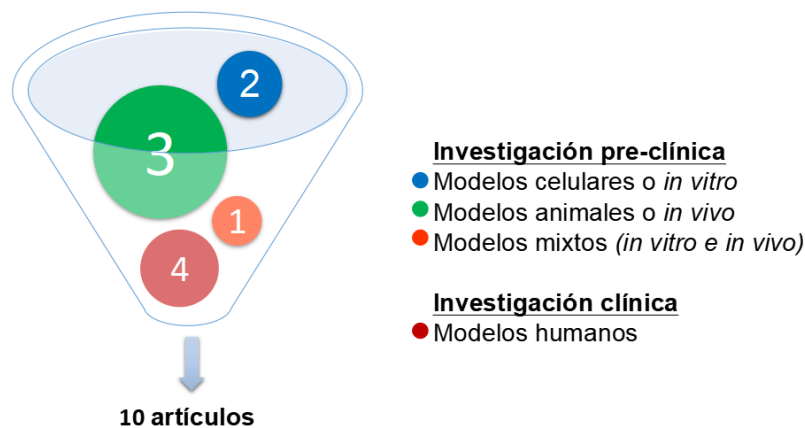 2
3
1
4
10 artículos
Investigación pre-clínica
Modelos celulares o in vitro
Modelos animales o in vivo
Modelos mixtos (in vitro e in vivo)
Investigación clínica
Modelos humanos